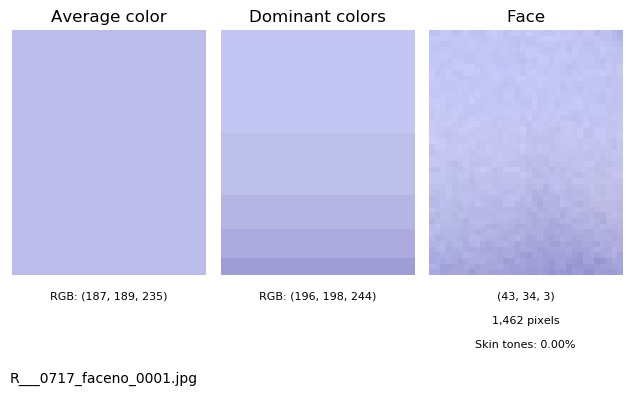 Average color
Dominant colors
Face
RGB: (187, 189, 235)
RGB: (196, 198, 244)
(43, 34, 3)
1,462 pixels
Skin tones: 0.00%
R___0717_faceno_0001.jpg